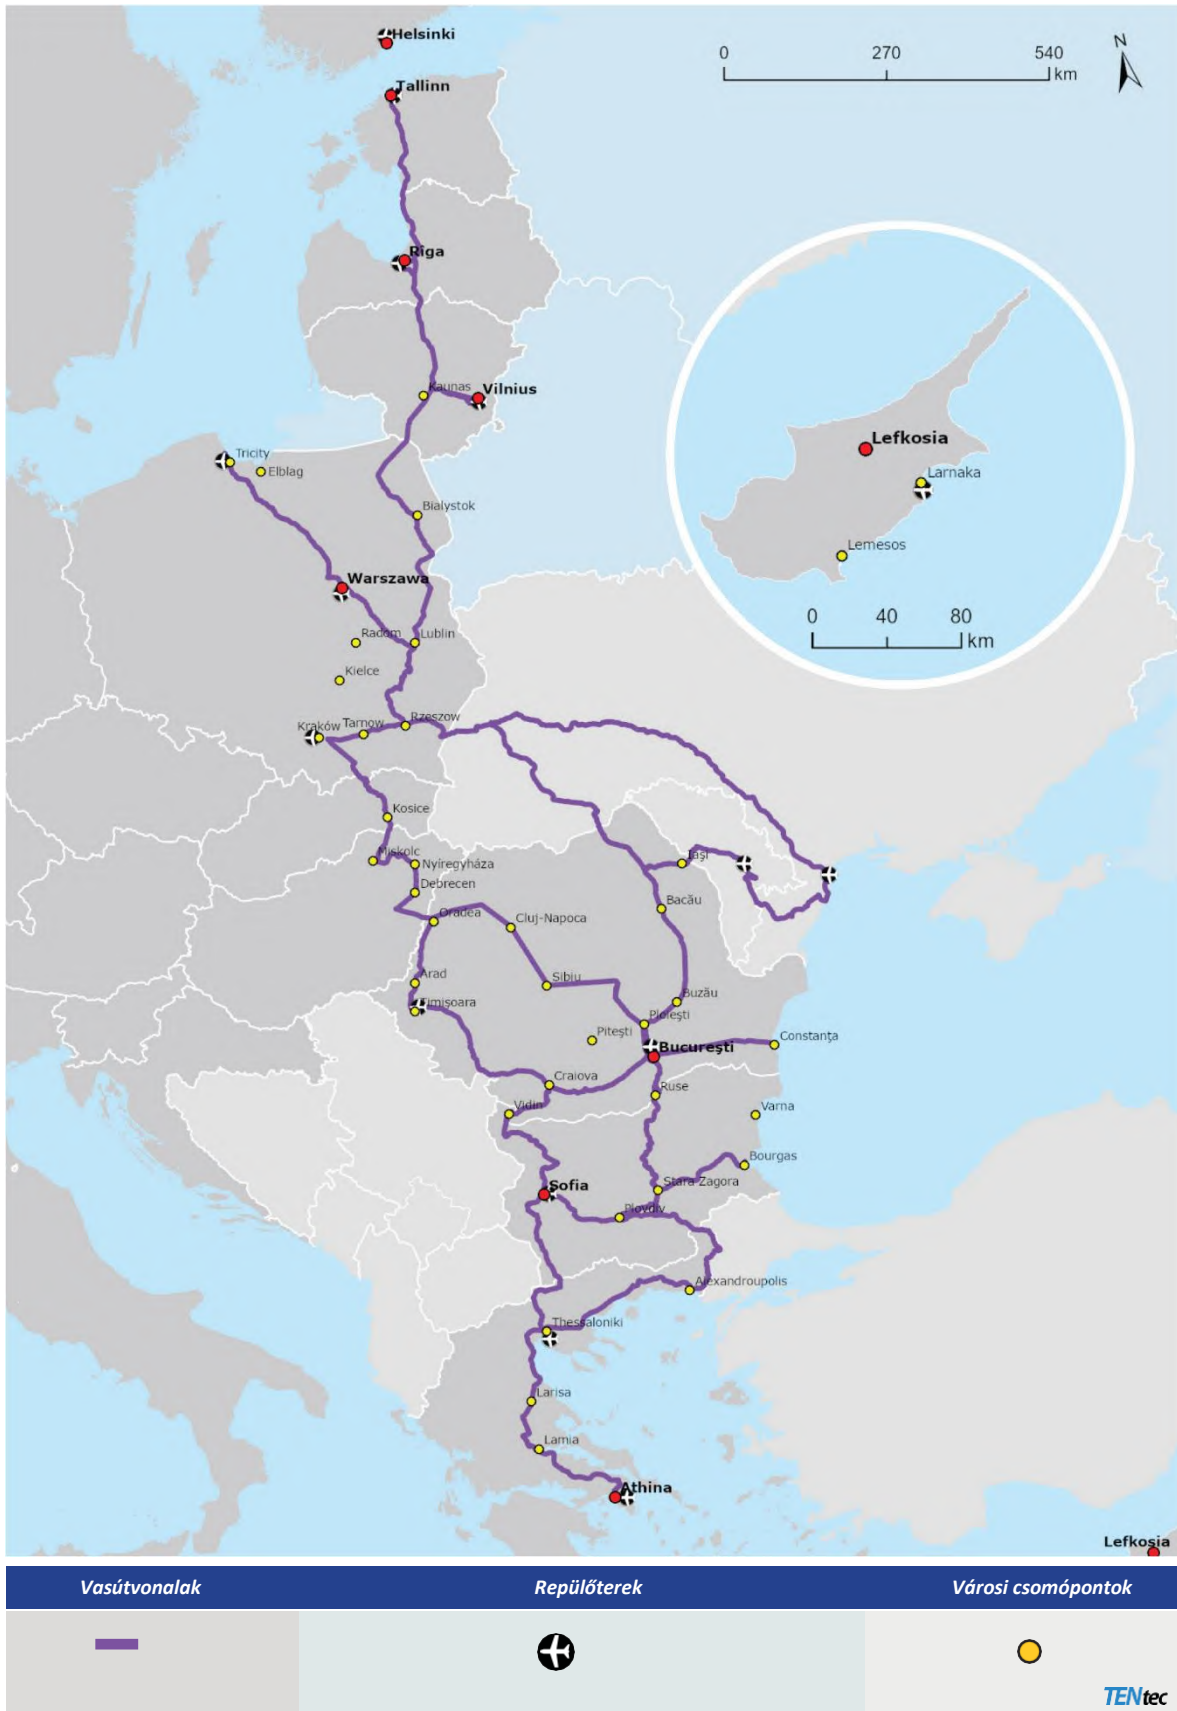 Helsinki
0 270 540
km
N
Tallinn
Rīga
Kaunas
Vilnius
Lefkosia
Larnaka
Lemesos
0 40 80
km
Tricity
Elblag
Bialystok
Warszawa
Radom
Lublin
Kielce
Kraków
Tarnow
Rzeszow
Kosice
Miskolc
Nyíregyháza
Debrecen
Iaşi
Bacău
Oradea
Cluj-Napoca
Arad
Sibiu
Timişoara
Buzău
Ploieşti
Piteşti
Bucureşti
Constanţa
Craiova
Ruse
Vidin
Varna
Bourgas
Sofia
Stara Zagora
Plovdiv
Alexandroupolis
Thessaloniki
Larisa
Lamia
Athina
Lefkosia
Vasútvonalak Repülőterek Városi csomópontok
TENtec